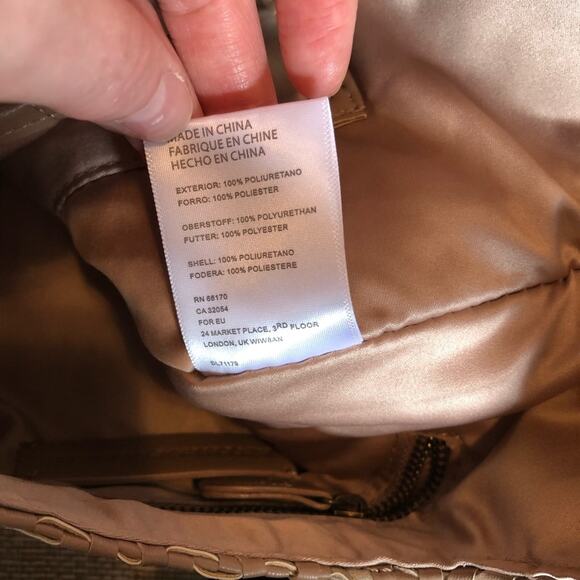 MADE IN CHINA
FABRIQUE EN CHINE
HECHO EN CHINA
EXTERIOR: 100% POLIURETANO
FORRO: 100% POLIESTER
OBERSTOFF: 100% POLYURETHAN
FUTTER: 100% POLYESTER
SHELL: 100% POLIURETANO
FODERA: 100% POLIESTERE
RN 66170
CA 32054
FOR EU
24 MARKET PLACE, 3RD FLOOR
LONDON, UK W1W8AN